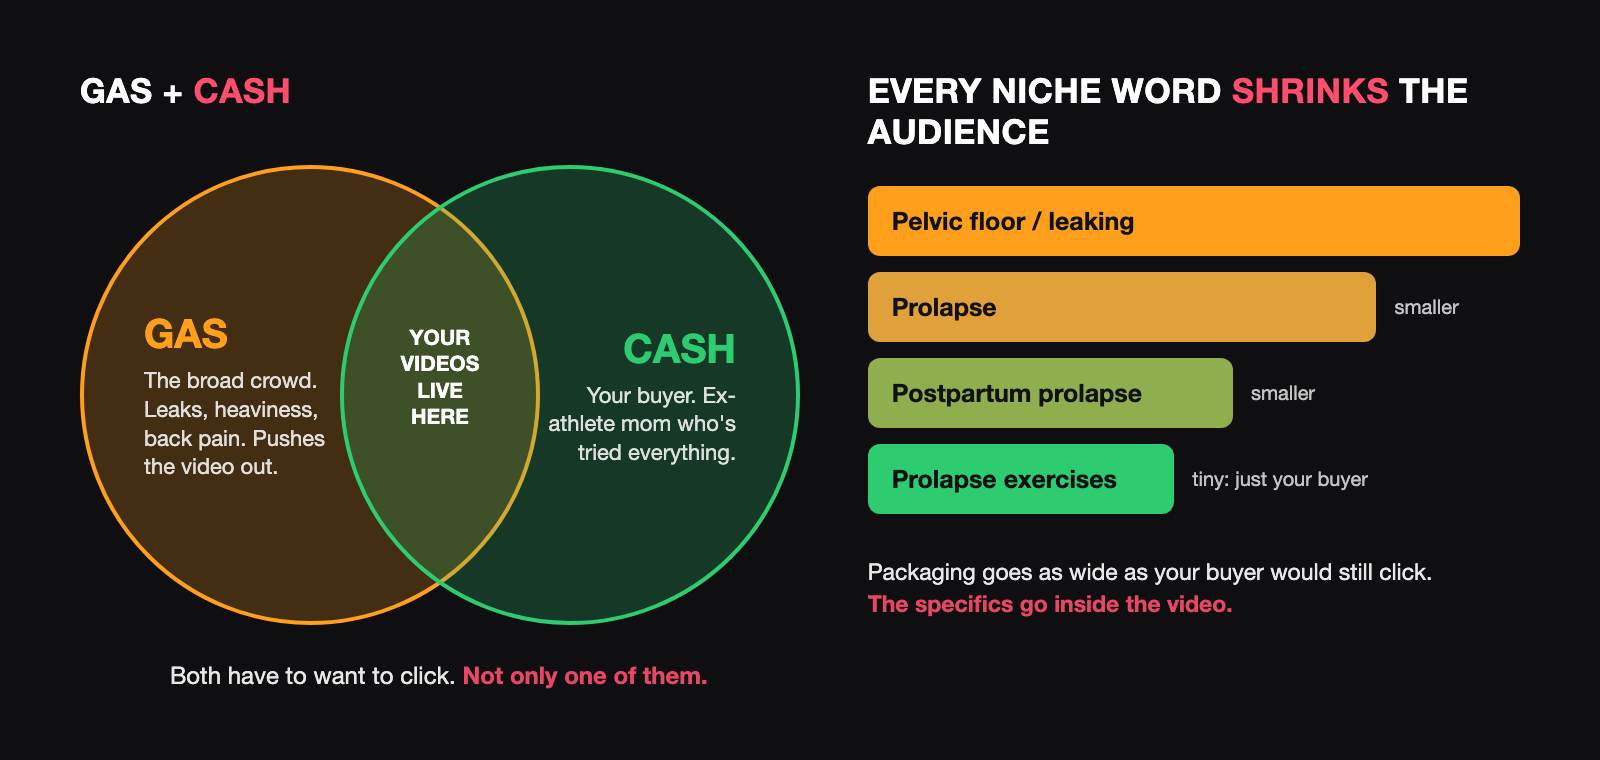 GAS + CASH
GAS
The broad crowd.
Leaks, heaviness,
back pain. Pushes
the video out.
YOUR
VIDEOS
LIVE
HERE
CASH
Your buyer. Ex-
athlete mom who's
tried everything.
Both have to want to click. Not only one of them.
EVERY NICHE WORD SHRINKS THE
AUDIENCE
Pelvic floor / leaking
Prolapse
smaller
Postpartum prolapse
smaller
Prolapse exercises
tiny: just your buyer
Packaging goes as wide as your buyer would still click.
The specifics go inside the video.